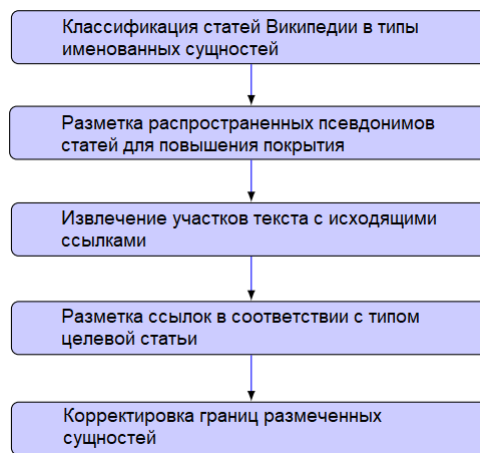 Классификация статей Википедии в типы
именованных сущностей
Разметка распространенных псевдонимов
статей для повышения покрытия
Извлечение участков текста с исходящими
ссылками
Разметка ссылок в соответствии с типом
целевой статьи
Корректировка границ размеченных
сущностей